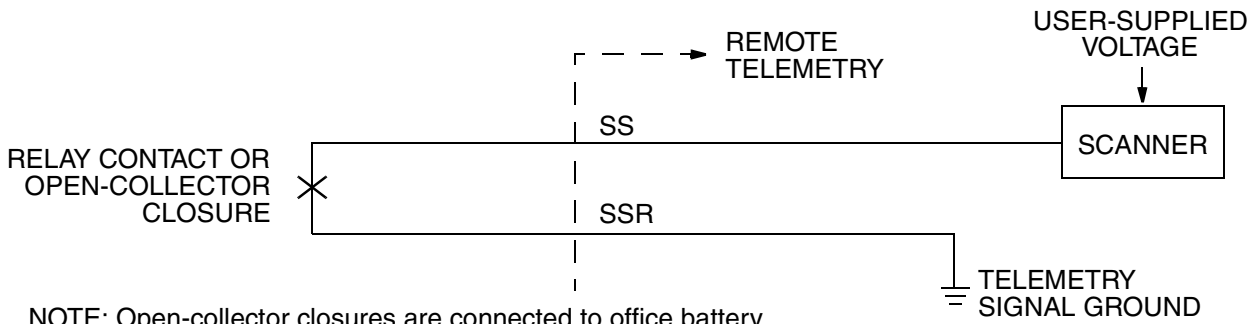 USER-SUPPLIED
VOLTAGE
REMOTE
TELEMETRY
SS
SCANNER
RELAY CONTACT OR
OPEN-COLLECTOR
CLOSURE
SSR
TELEMETRY
SIGNAL GROUND
NOTE: Open-collector closures are connected to office battery